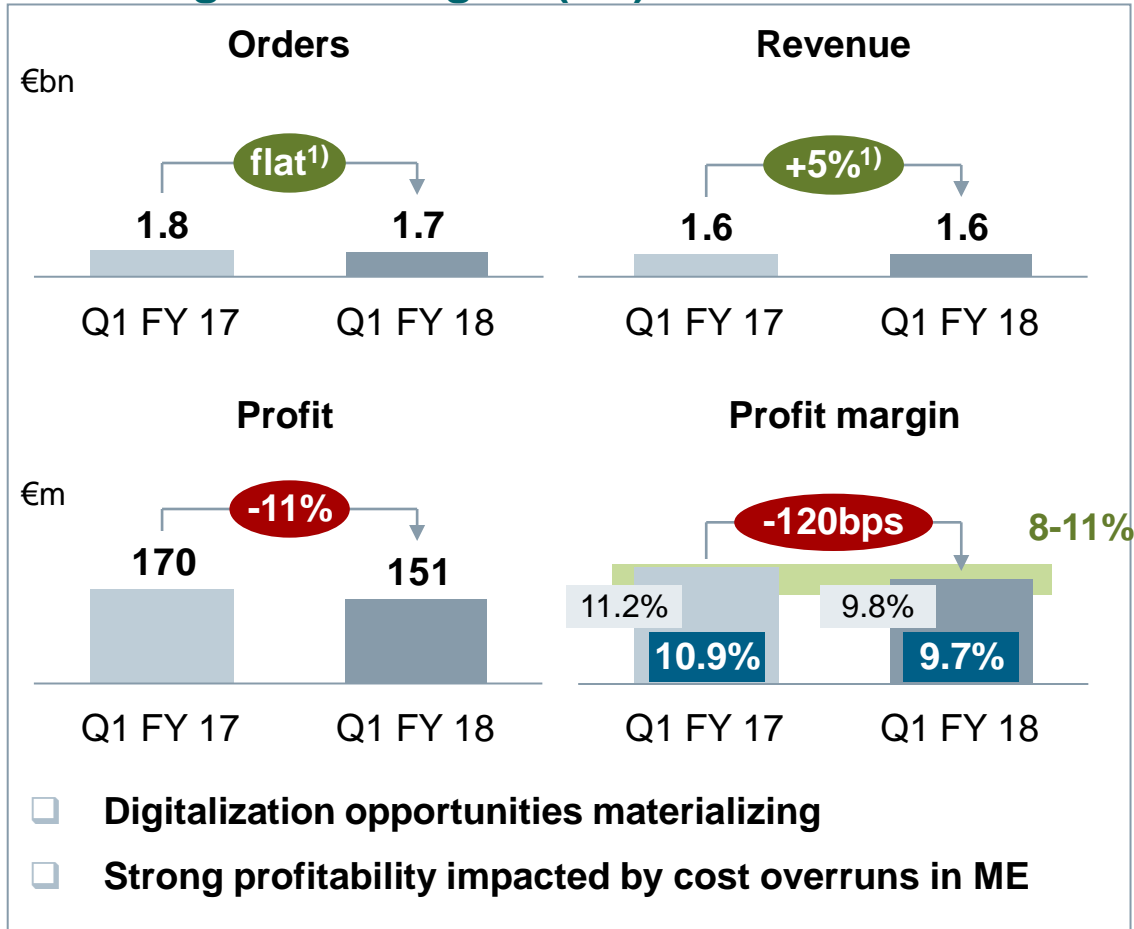 Orders
Revenue
€bn
flat1)
+5%1)
1.8
1.7
1.6
1.6
Q1 FY 17
Q1 FY 18
Q1 FY 17
Q1 FY 18
Profit
Profit margin
€m
-11%
-120bps
8-11%
170
151
11.2%
9.8%
10.9%
9.7%
Q1 FY 17
Q1 FY 18
Q1 FY 17
Q1 FY 18
Digitalization opportunities materializing
Strong profitability impacted by cost overruns in ME